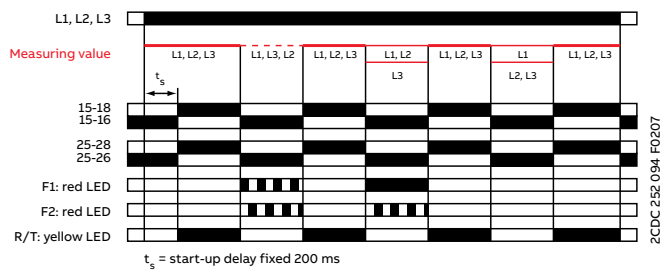 L1, L2, L3
Measuring value
L1, L2, L3
L1, L3, L2
L1, L2, L3
L1, L2
L1, L2, L3
L1
L1, L2, L3
L3
L2, L3
ts
15-18
15-16
25-28
25-26
F1: red LED
F2: red LED
R/T: yellow LED
ts = start-up delay fixed 200 ms
2CDC 252 094 F0207